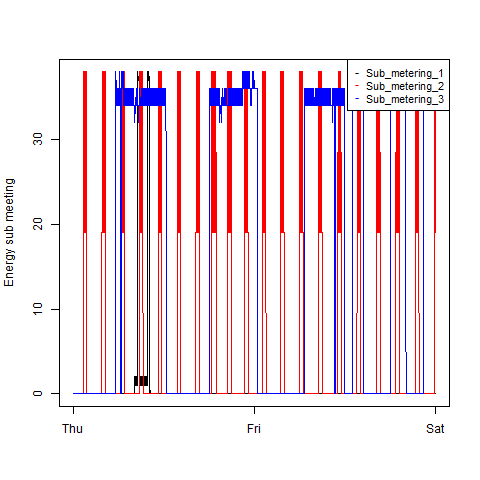 Sub_metering_1
Sub_metering_2
Sub_metering_3
Energy sub meeting
30
20
10
0
Thu
Fri
Sat